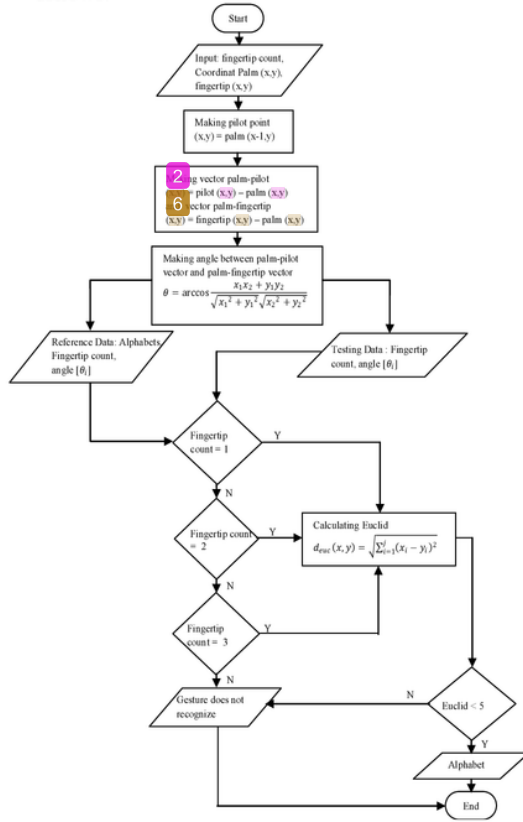 Start
Input: fingertip count,
Coordinat Palm (x,y),
fingertip (x,y)
Making pilot point
(x,y) = palm (x-1,y)
2
vector palm-pilot
= pilot (x,y) – palm (x,y)
6
vector palm-fingertip
(x,y) = fingertip (x,y) – palm (x,y)
Making angle between palm-pilot
vector and palm-fingertip vector
θ = arccos (x₁x₂ + y₁y₂) / (√(x₁² + y₁²) √(x₂² + y₂²))
Reference Data: Alphabets,
Fingertip count,
angle [θᵢ]
Testing Data : Fingertip
count, angle [θᵢ]
Fingertip
count = 1
Y
N
Fingertip count
= 2
Y
N
Calculating Euclid
d_euc(x, y) = √(Σᵢ₌₁ʲ (xᵢ − yᵢ)²)
Fingertip
count = 3
Y
N
Gesture does not
recognize
N
Euclid < 5
Y
Alphabet
End